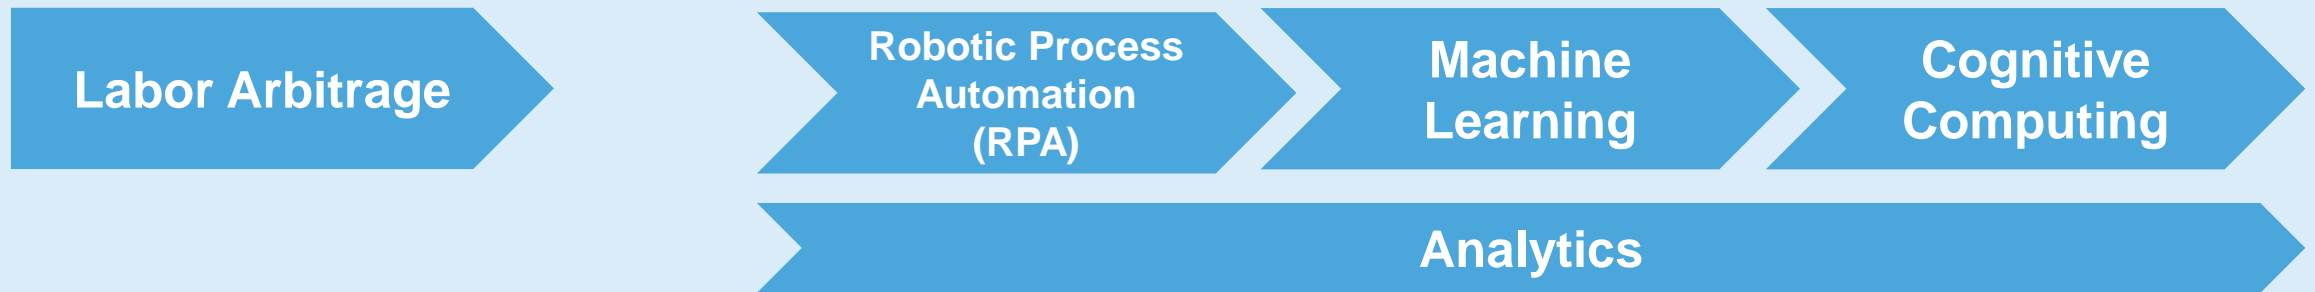 Labor Arbitrage
Robotic Process
Automation
(RPA)
Machine
Learning
Cognitive
Computing
Analytics